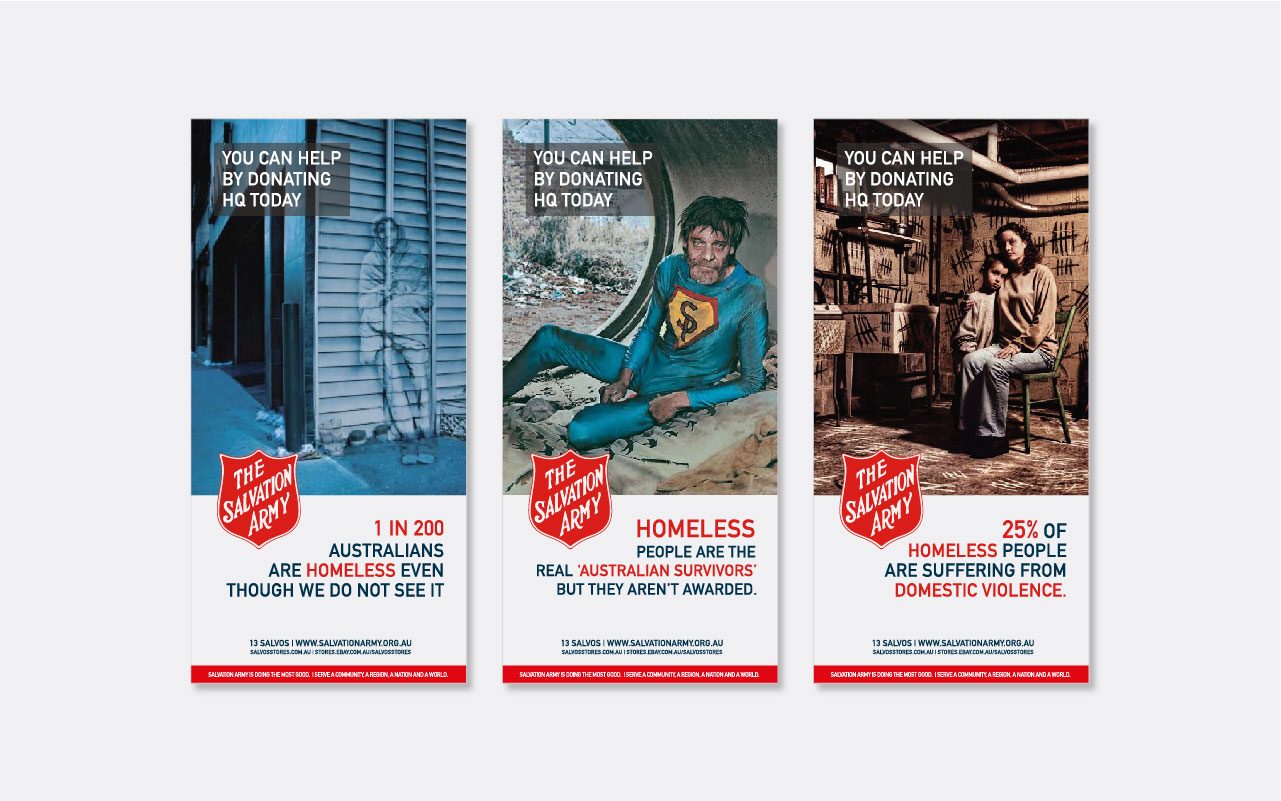 YOU CAN HELP
BY DONATING
HQ TODAY
THE
SALVATION
ARMY
1 IN 200
AUSTRALIANS
ARE HOMELESS EVEN
THOUGH WE DO NOT SEE IT
13 SALVOS | WWW.SALVATIONARMY.ORG.AU
SALVOSSTORES.COM.AU | STORES.EBAY.COM.AU/SALVOSSTORES
SALVATION ARMY IS DOING THE MOST GOOD. I SERVE A COMMUNITY, A REGION, A NATION AND A WORLD.
YOU CAN HELP
BY DONATING
HQ TODAY
S
THE
SALVATION
ARMY
HOMELESS
PEOPLE ARE THE
REAL ‘AUSTRALIAN SURVIVORS’
BUT THEY AREN’T AWARDED.
13 SALVOS | WWW.SALVATIONARMY.ORG.AU
SALVOSSTORES.COM.AU | STORES.EBAY.COM.AU/SALVOSSTORES
SALVATION ARMY IS DOING THE MOST GOOD. I SERVE A COMMUNITY, A REGION, A NATION AND A WORLD.
YOU CAN HELP
BY DONATING
HQ TODAY
THE
SALVATION
ARMY
25% OF
HOMELESS PEOPLE
ARE SUFFERING FROM
DOMESTIC VIOLENCE.
13 SALVOS | WWW.SALVATIONARMY.ORG.AU
SALVOSSTORES.COM.AU | STORES.EBAY.COM.AU/SALVOSSTORES
SALVATION ARMY IS DOING THE MOST GOOD. I SERVE A COMMUNITY, A REGION, A NATION AND A WORLD.